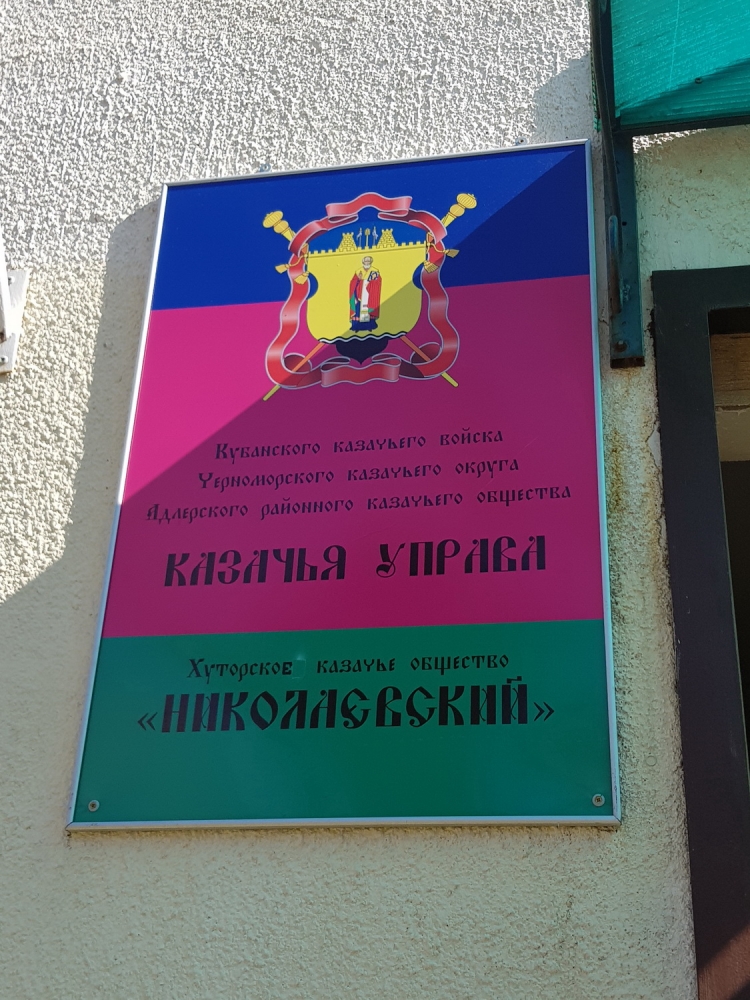 Кубанского казачьего войска
Черноморского казачьего округа
Адлерского районного казачьего общества
КАЗАЧЬЯ УПРАВА
Хуторское казачье общество
«НИКОЛАЕВСКИЙ»